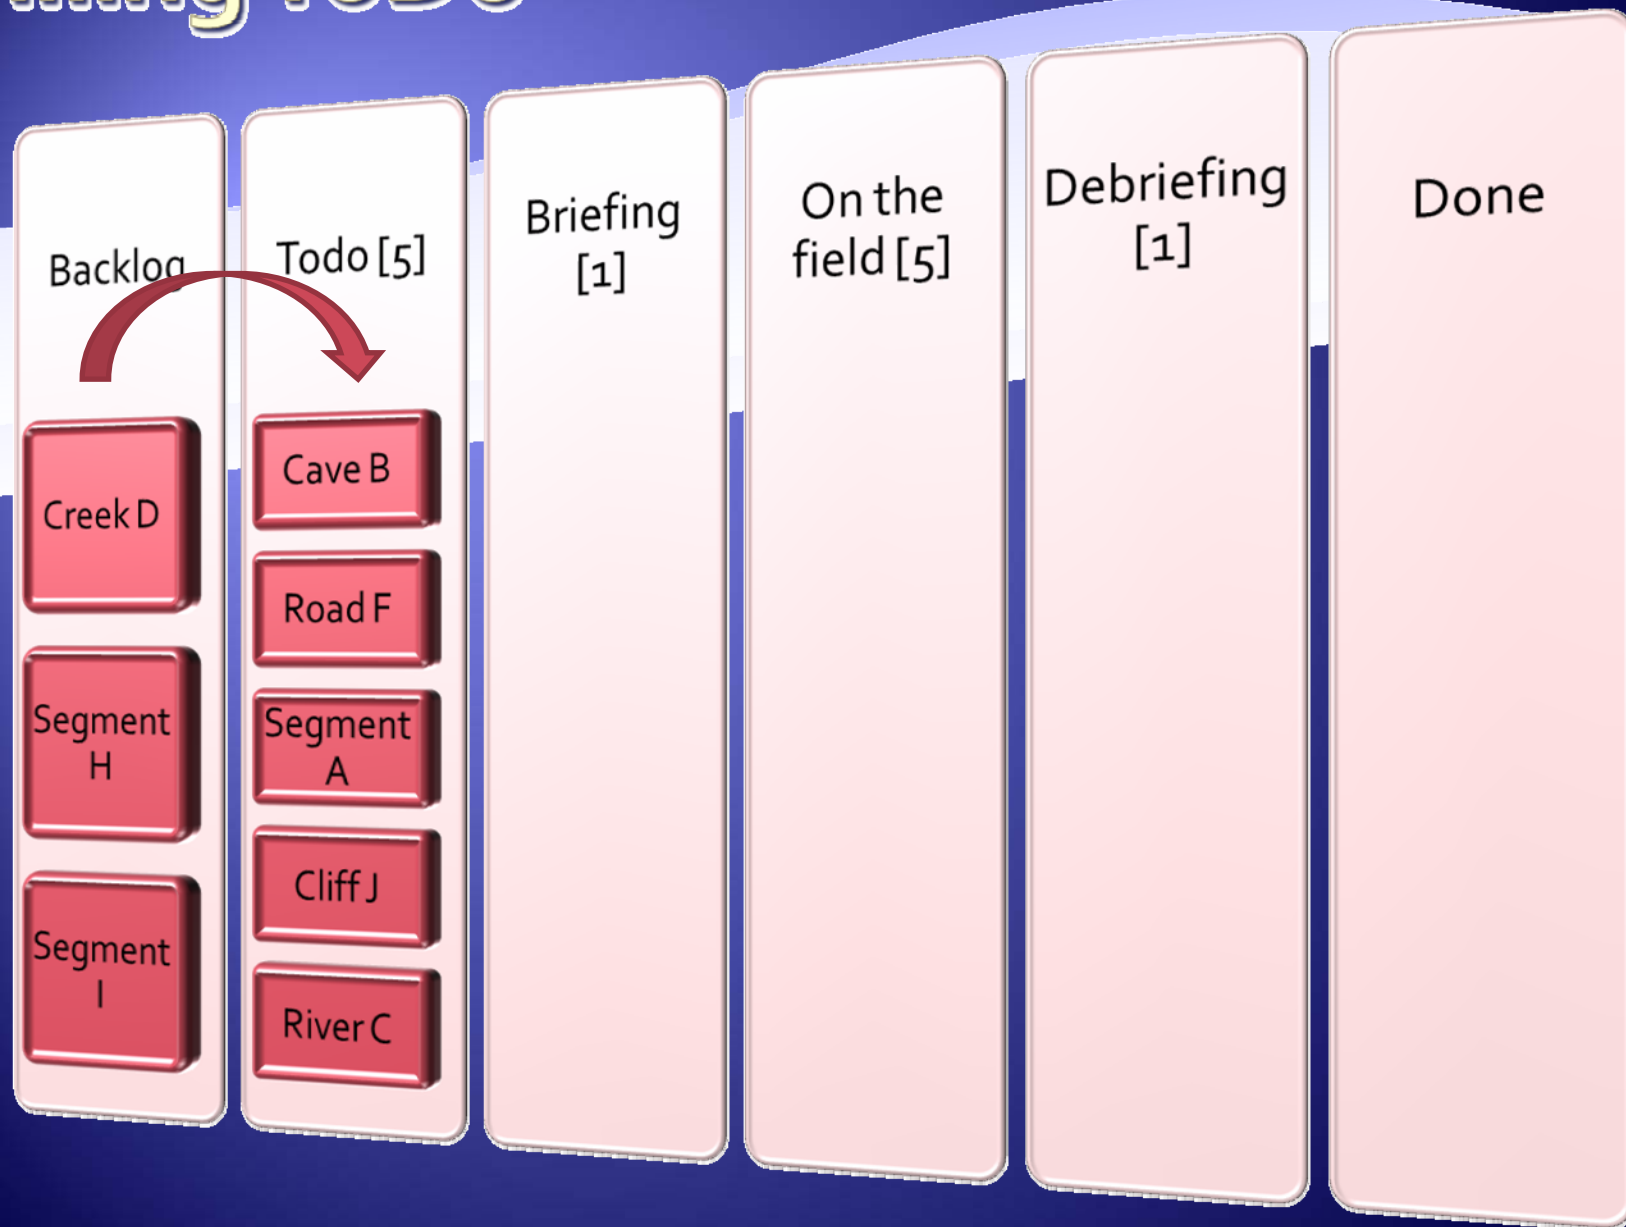 Backlog
Todo [5]
Briefing
[1]
On the
field [5]
Debriefing
[1]
Done
Creek D
Segment
H
Segment
I
Cave B
Road F
Segment
A
Cliff J
River C